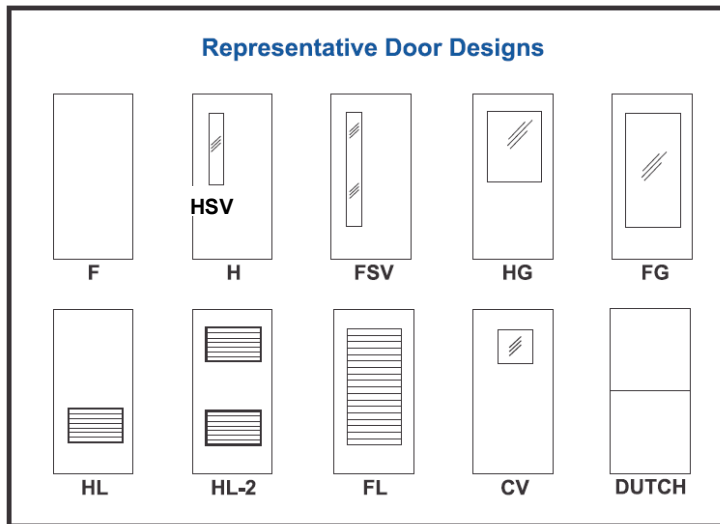 Representative Door Designs
HSV
F H FSV HG FG
HL HL-2 FL CV DUTCH